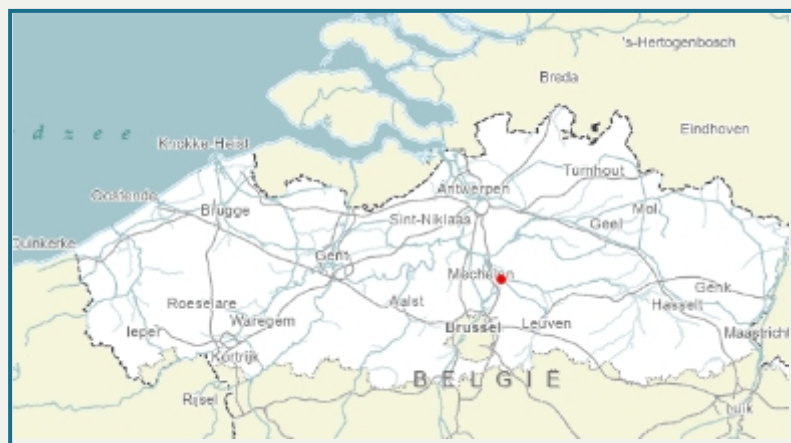 's-Hertogenbosch
Breda
d z e e
Eindhoven
Knokke-Heist
Turnhout
Oostende
Antwerpen
Mol
Brugge
Sint-Niklaas
Geel
Duinkerke
Gent
Mechelen
Genk
Roeselare
Aalst
Hasselt
Ieper
Waregem
Brussel
Leuven
Maastricht
Kortrijk
BELGIË
Rijsel
Luik